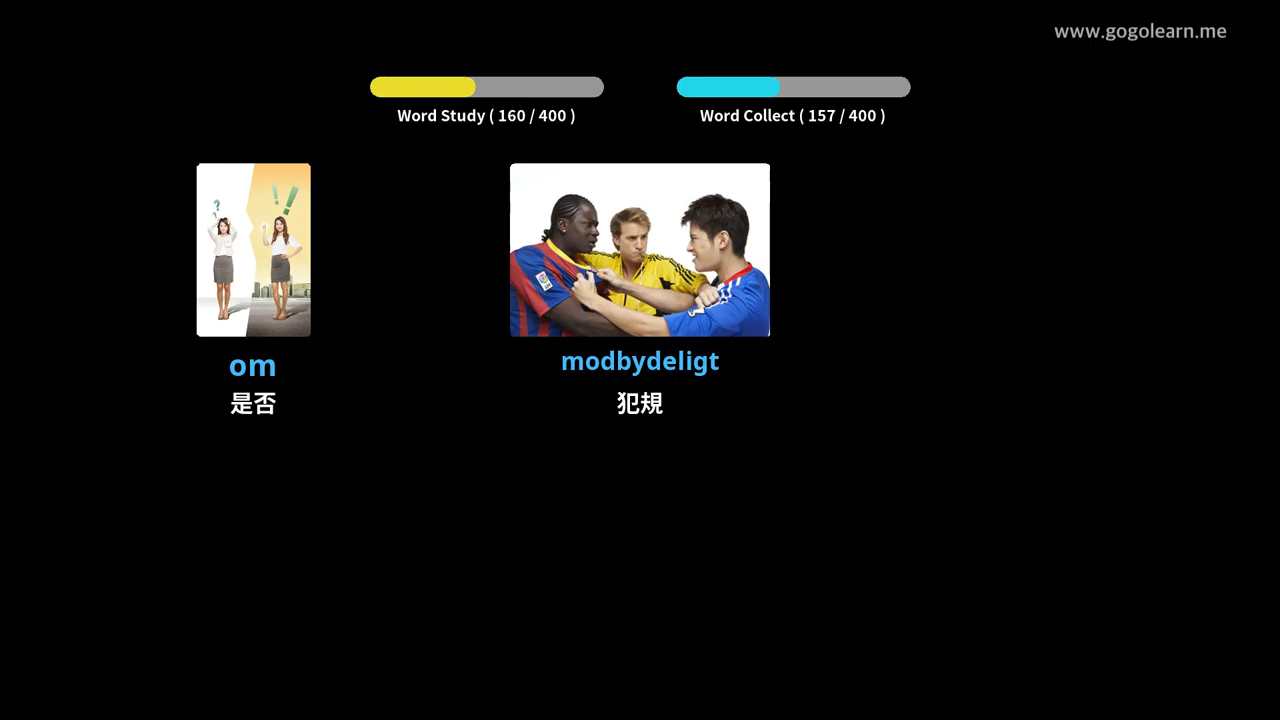 www.gogolearn.me
Word Study ( 160 / 400 )
Word Collect ( 157 / 400 )
om
modbydeligt
是否
犯規